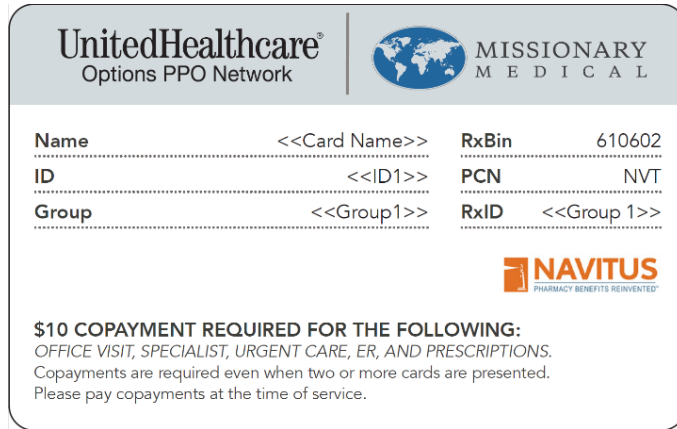 UnitedHealthcare®
Options PPO Network
MISSIONARY
MEDICAL
Name <<Card Name>>
ID <<ID1>>
Group <<Group1>>
RxBin 610602
PCN NVT
RxID <<Group 1>>
NAVITUS
PHARMACY BENEFITS REINVENTED™
$10 COPAYMENT REQUIRED FOR THE FOLLOWING:
OFFICE VISIT, SPECIALIST, URGENT CARE, ER, AND PRESCRIPTIONS.
Copayments are required even when two or more cards are presented.
Please pay copayments at the time of service.